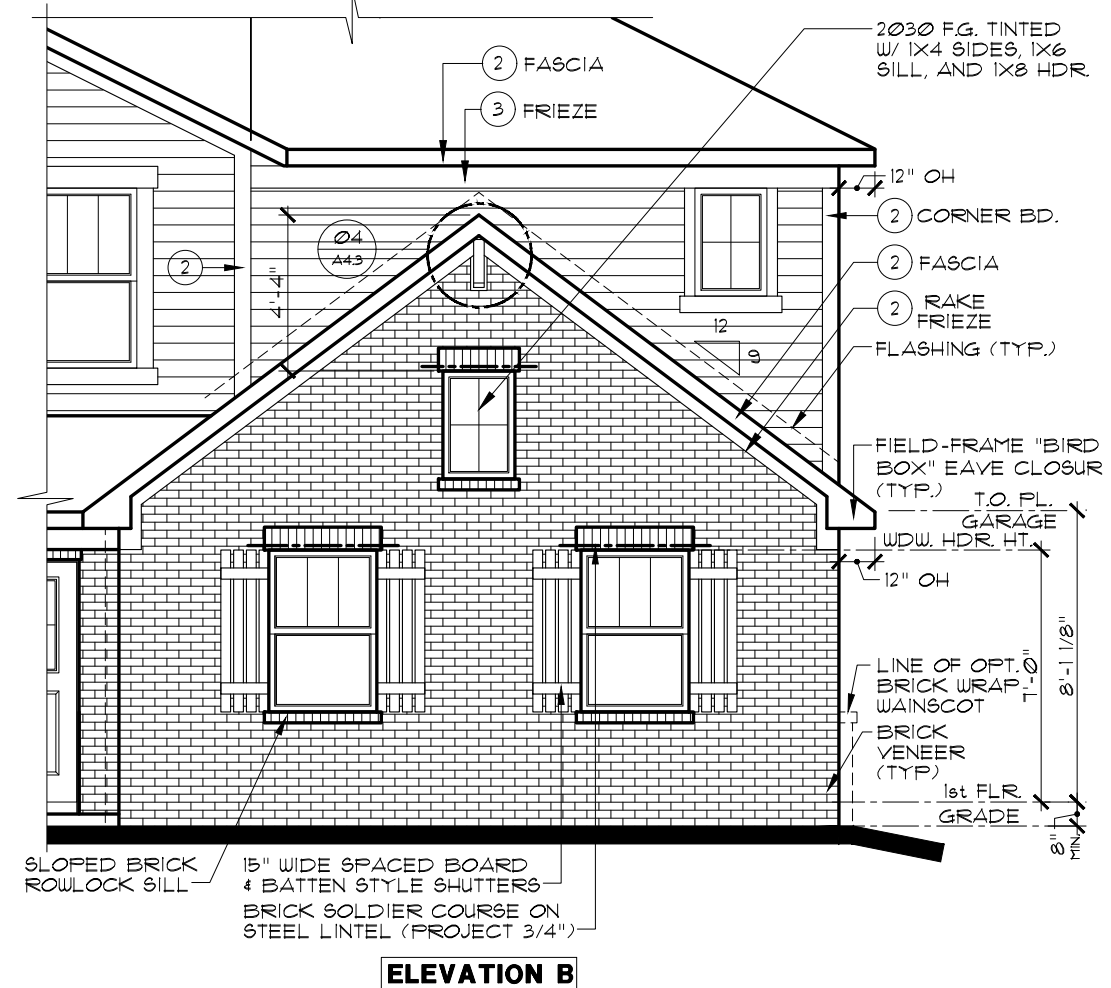 2030 F.G. TINTED
W/ 1X4 SIDES, 1X6
SILL, AND 1X8 HDR.
2 FASCIA
3 FRIEZE
12" OH
2 CORNER BD.
04
A4.3
2
4'-4"
2 FASCIA
2 RAKE
FRIEZE
12
9
FLASHING (TYP.)
FIELD-FRAME "BIRD
BOX" EAVE CLOSUR
(TYP.)
T.O. PL.
GARAGE
WDW. HDR. HT.
12" OH
7'-0"
8'-1 1/8"
LINE OF OPT.
BRICK WRAP
WAINSCOT
BRICK
VENEER
(TYP)
1st FLR.
GRADE
8"
MIN.
SLOPED BRICK
ROWLOCK SILL
15" WIDE SPACED BOARD
& BATTEN STYLE SHUTTERS
BRICK SOLDIER COURSE ON
STEEL LINTEL (PROJECT 3/4")
ELEVATION B